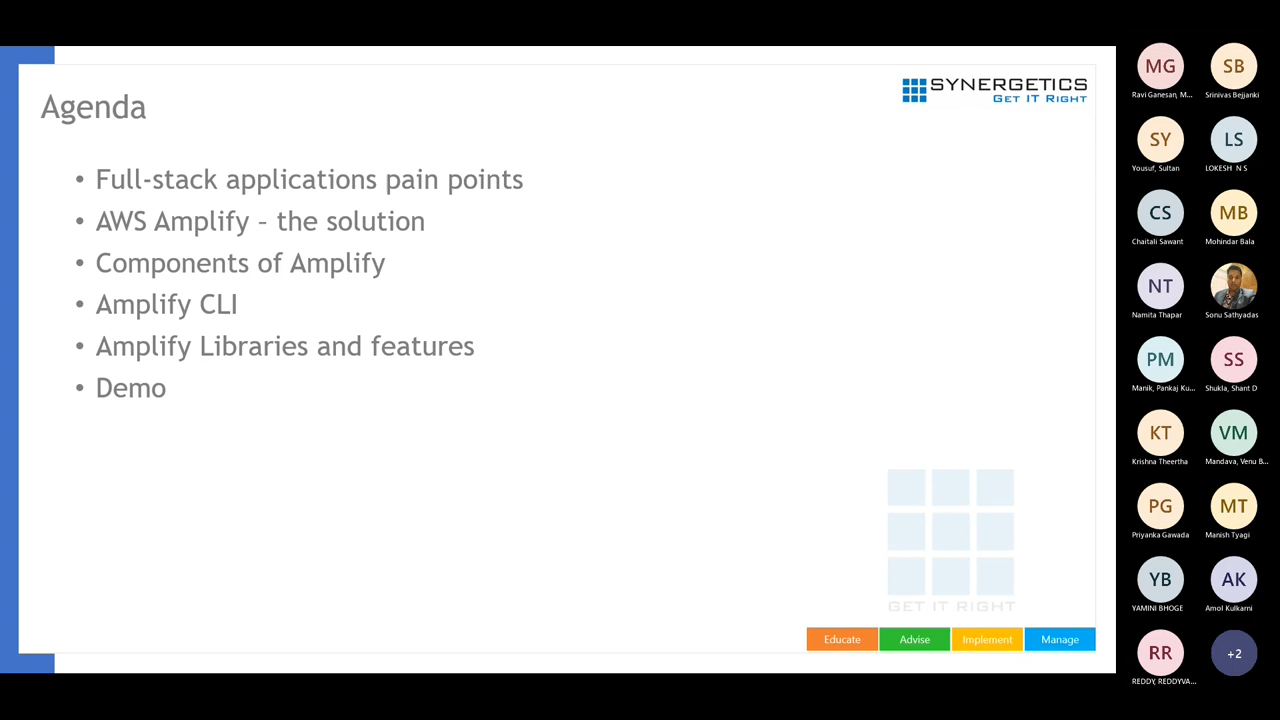 Agenda
SYNERGETICS
GET IT RIGHT
• Full-stack applications pain points
• AWS Amplify – the solution
• Components of Amplify
• Amplify CLI
• Amplify Libraries and features
• Demo
GET IT RIGHT
Educate Advise Implement Manage
MG SB
Ravi Ganesan, M... Srinivas Bejjanki
SY LS
Yousuf, Sultan LOKESH N S
CS MB
Chaitali Sawant Mohindar Bala
NT
Namita Thapar Sonu Sathyadas
PM SS
Manik, Pankaj Ku... Shukla, Shant D
KT VM
Krishna Theertha Mandava, Venu B...
PG MT
Priyanka Gawada Manish Tyagi
YB AK
YAMINI BHOGE Amol Kulkarni
RR +2
REDDY, REDDYVA...